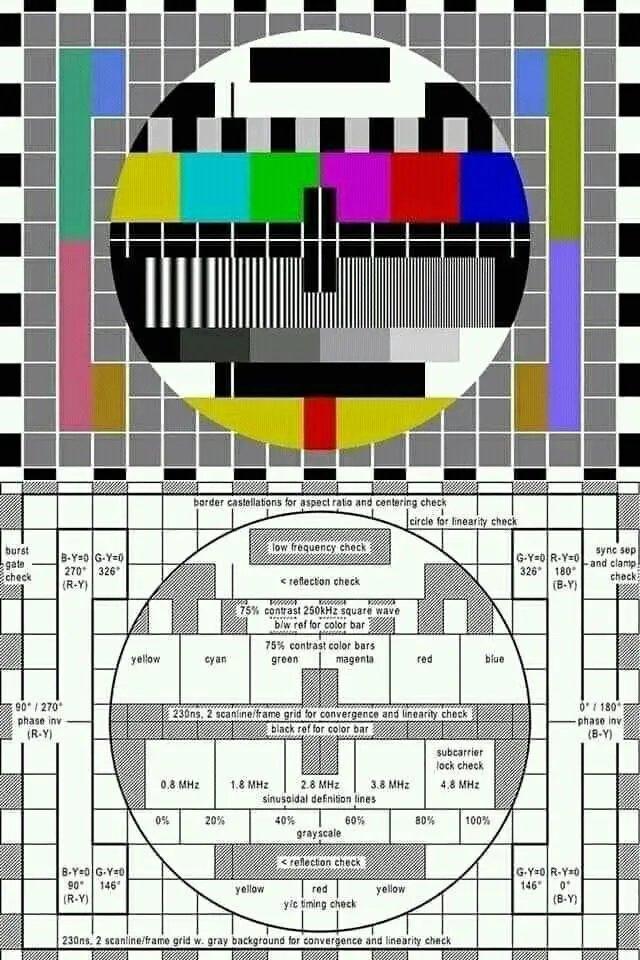 border castellations for aspect ratio and centering check
circle for linearity check
burst
gate
check
B-Y=0
270°
(R-Y)
G-Y=0
326°
low frequency check
G-Y=0
326°
R-Y=0
180°
(B-Y)
sync sep
and clamp
check
< reflection check
75% contrast 250kHz square wave
b/w ref for color bar
75% contrast color bars
yellow cyan green magenta red blue
90° / 270°
phase inv
(R-Y)
230ns, 2 scanline/frame grid for convergence and linearity check
black ref for color bar
0° / 180°
phase inv
(B-Y)
subcarrier
lock check
0.8 MHz 1.8 MHz 2.8 MHz 3.8 MHz 4.8 MHz
sinusoidal definition lines
0% 20% 40% 60% 80% 100%
grayscale
B-Y=0
90°
(R-Y)
G-Y=0
146°
< reflection check
G-Y=0
146°
R-Y=0
0°
(B-Y)
yellow red yellow
y/c timing check
230ns, 2 scanline/frame grid w. gray background for convergence and linearity check